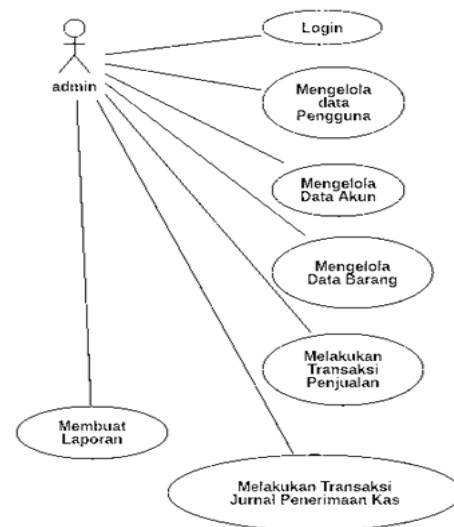 admin
Login
Mengelola
data
Pengguna
Mengelola
Data Akun
Mengelola
Data Barang
Melakukan
Transaksi
Penjualan
Membuat
Laporan
Melakukan Transaksi
Jurnal Penerimaan Kas